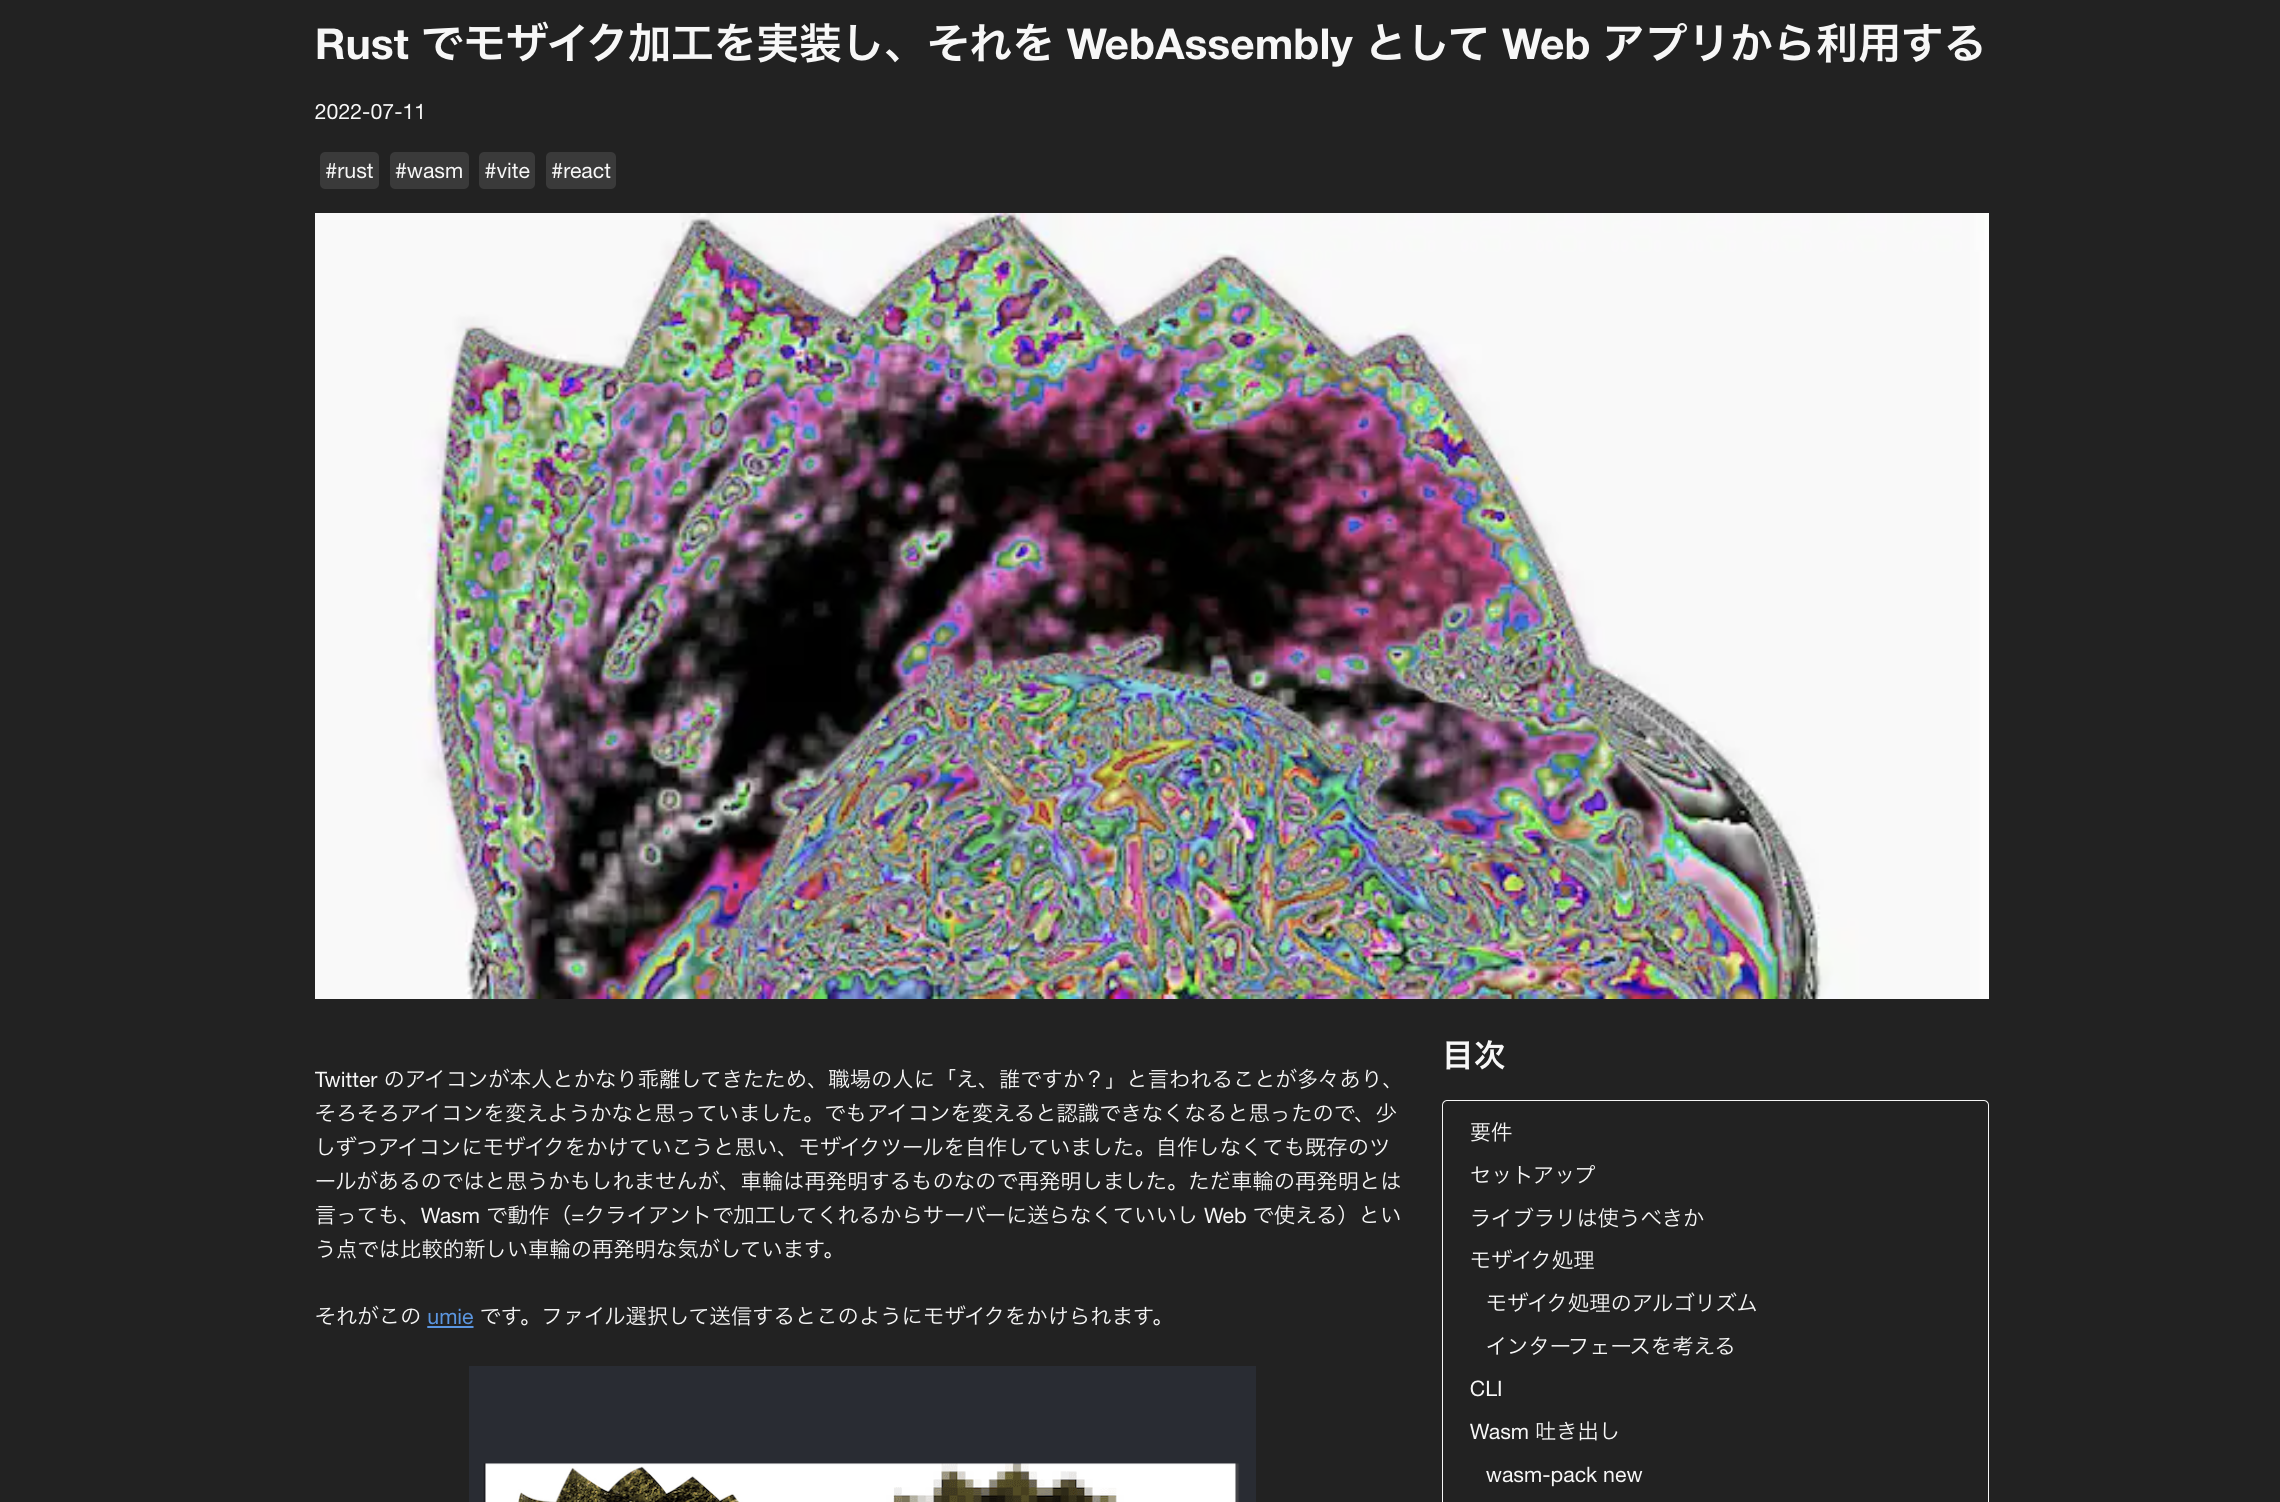 Rust でモザイク加工を実装し、それを WebAssembly として Web アプリから利用する
2022-07-11
#rust #wasm #vite #react
Twitter のアイコンが本人とかなり乖離してきたため、職場の人に「え、誰ですか？」と言われることが多々あり、
そろそろアイコンを変えようかなと思っていました。でもアイコンを変えると認識できなくなると思ったので、少
しずつアイコンにモザイクをかけていこうと思い、モザイクツールを自作していました。自作しなくても既存のツ
ールがあるのではと思うかもしれませんが、車輪は再発明するものなので再発明しました。ただ車輪の再発明とは
言っても、Wasm で動作（=クライアントで加工してくれるからサーバーに送らなくていいし Web で使える）とい
う点では比較的新しい車輪の再発明な気がしています。
それがこの umie です。ファイル選択して送信するとこのようにモザイクをかけられます。
目次
要件
セットアップ
ライブラリは使うべきか
モザイク処理
モザイク処理のアルゴリズム
インターフェースを考える
CLI
Wasm 吐き出し
wasm-pack new